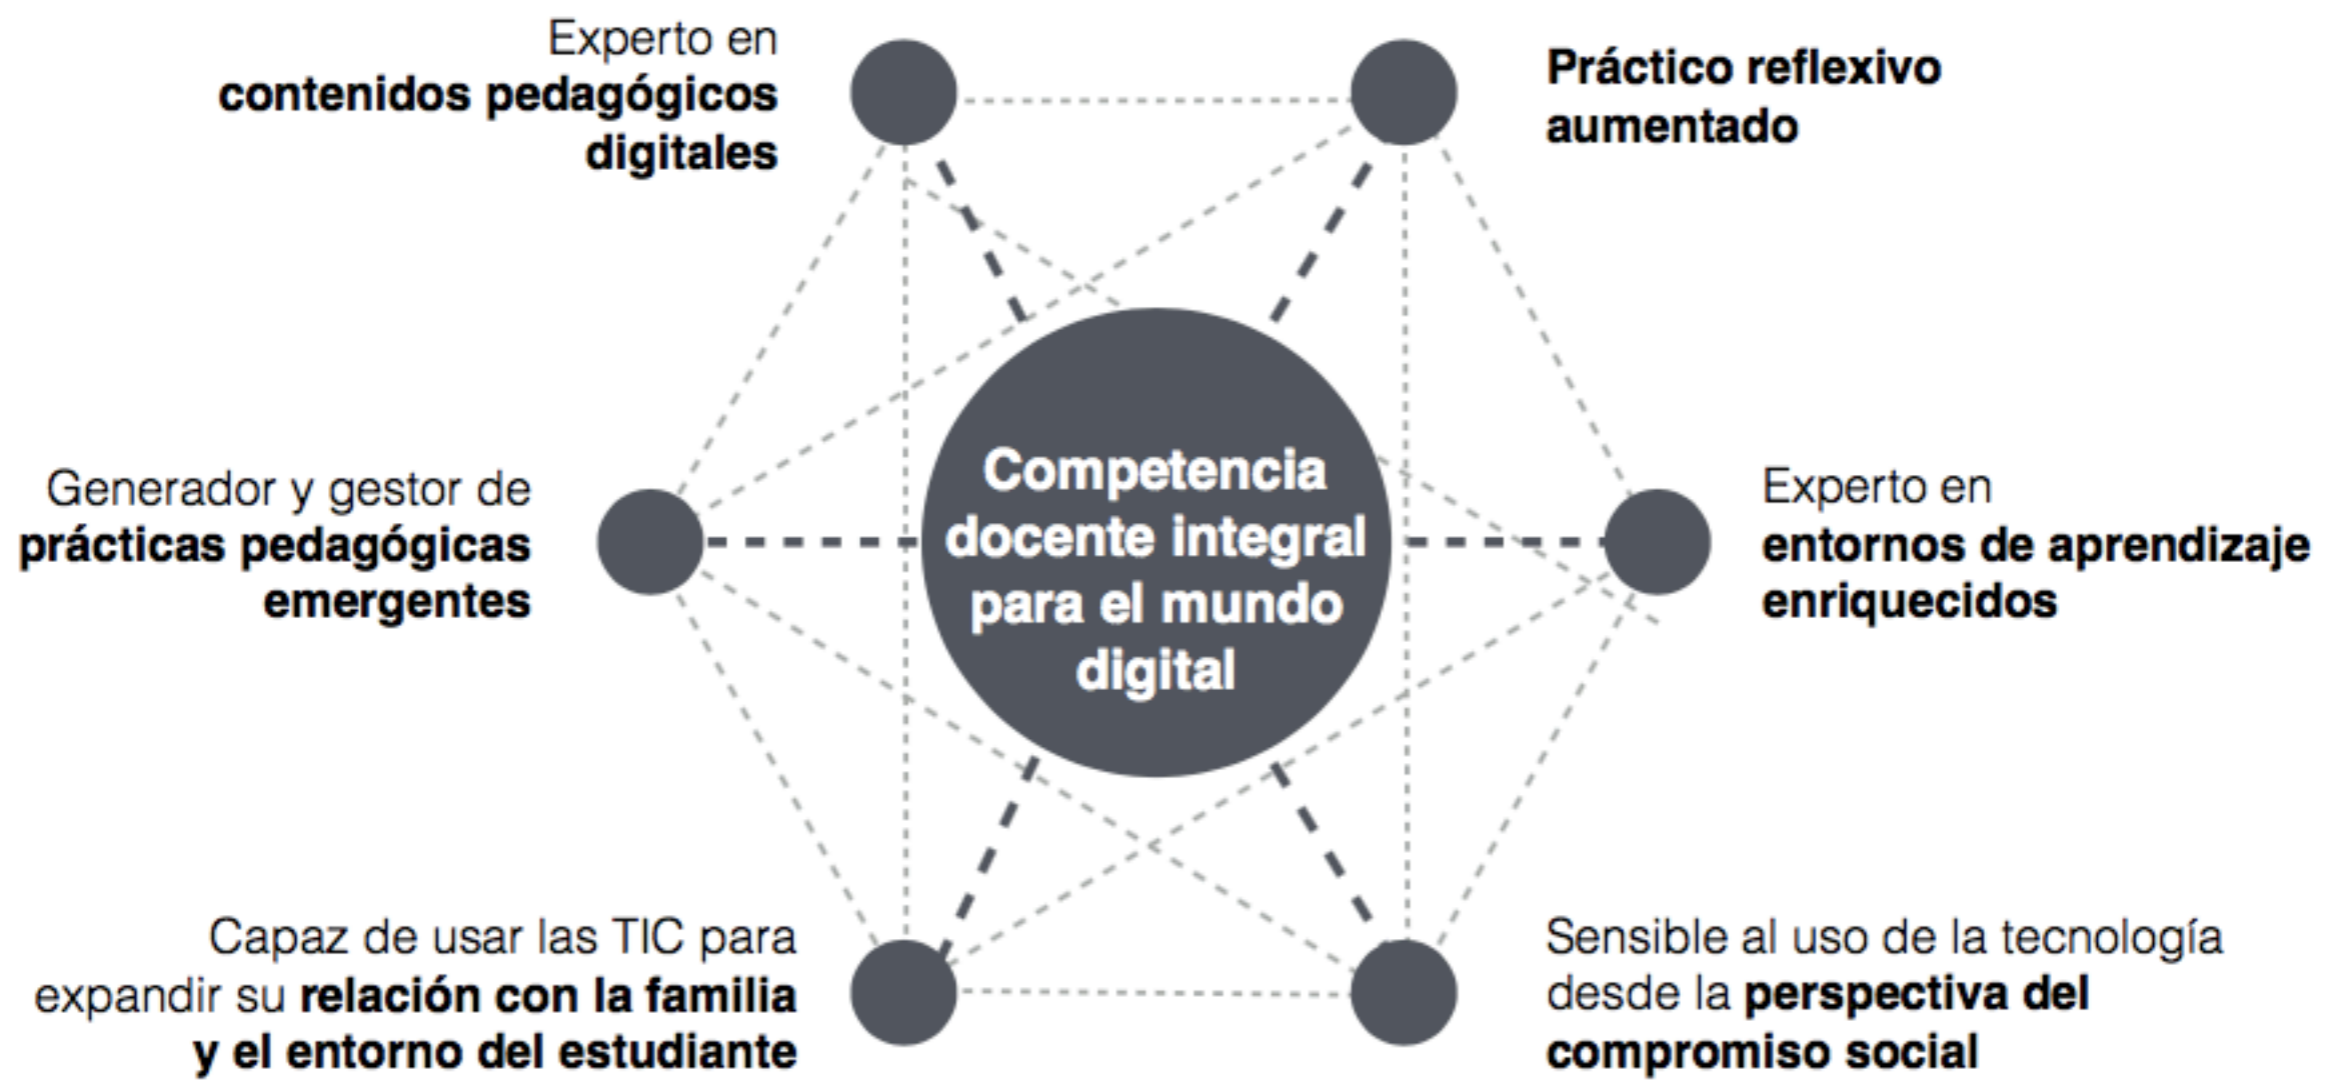 Experto en
contenidos pedagógicos
digitales
Práctico reflexivo
aumentado
Generador y gestor de
prácticas pedagógicas
emergentes
Competencia
docente integral
para el mundo
digital
Experto en
entornos de aprendizaje
enriquecidos
Capaz de usar las TIC para
expandir su relación con la familia
y el entorno del estudiante
Sensible al uso de la tecnología
desde la perspectiva del
compromiso social